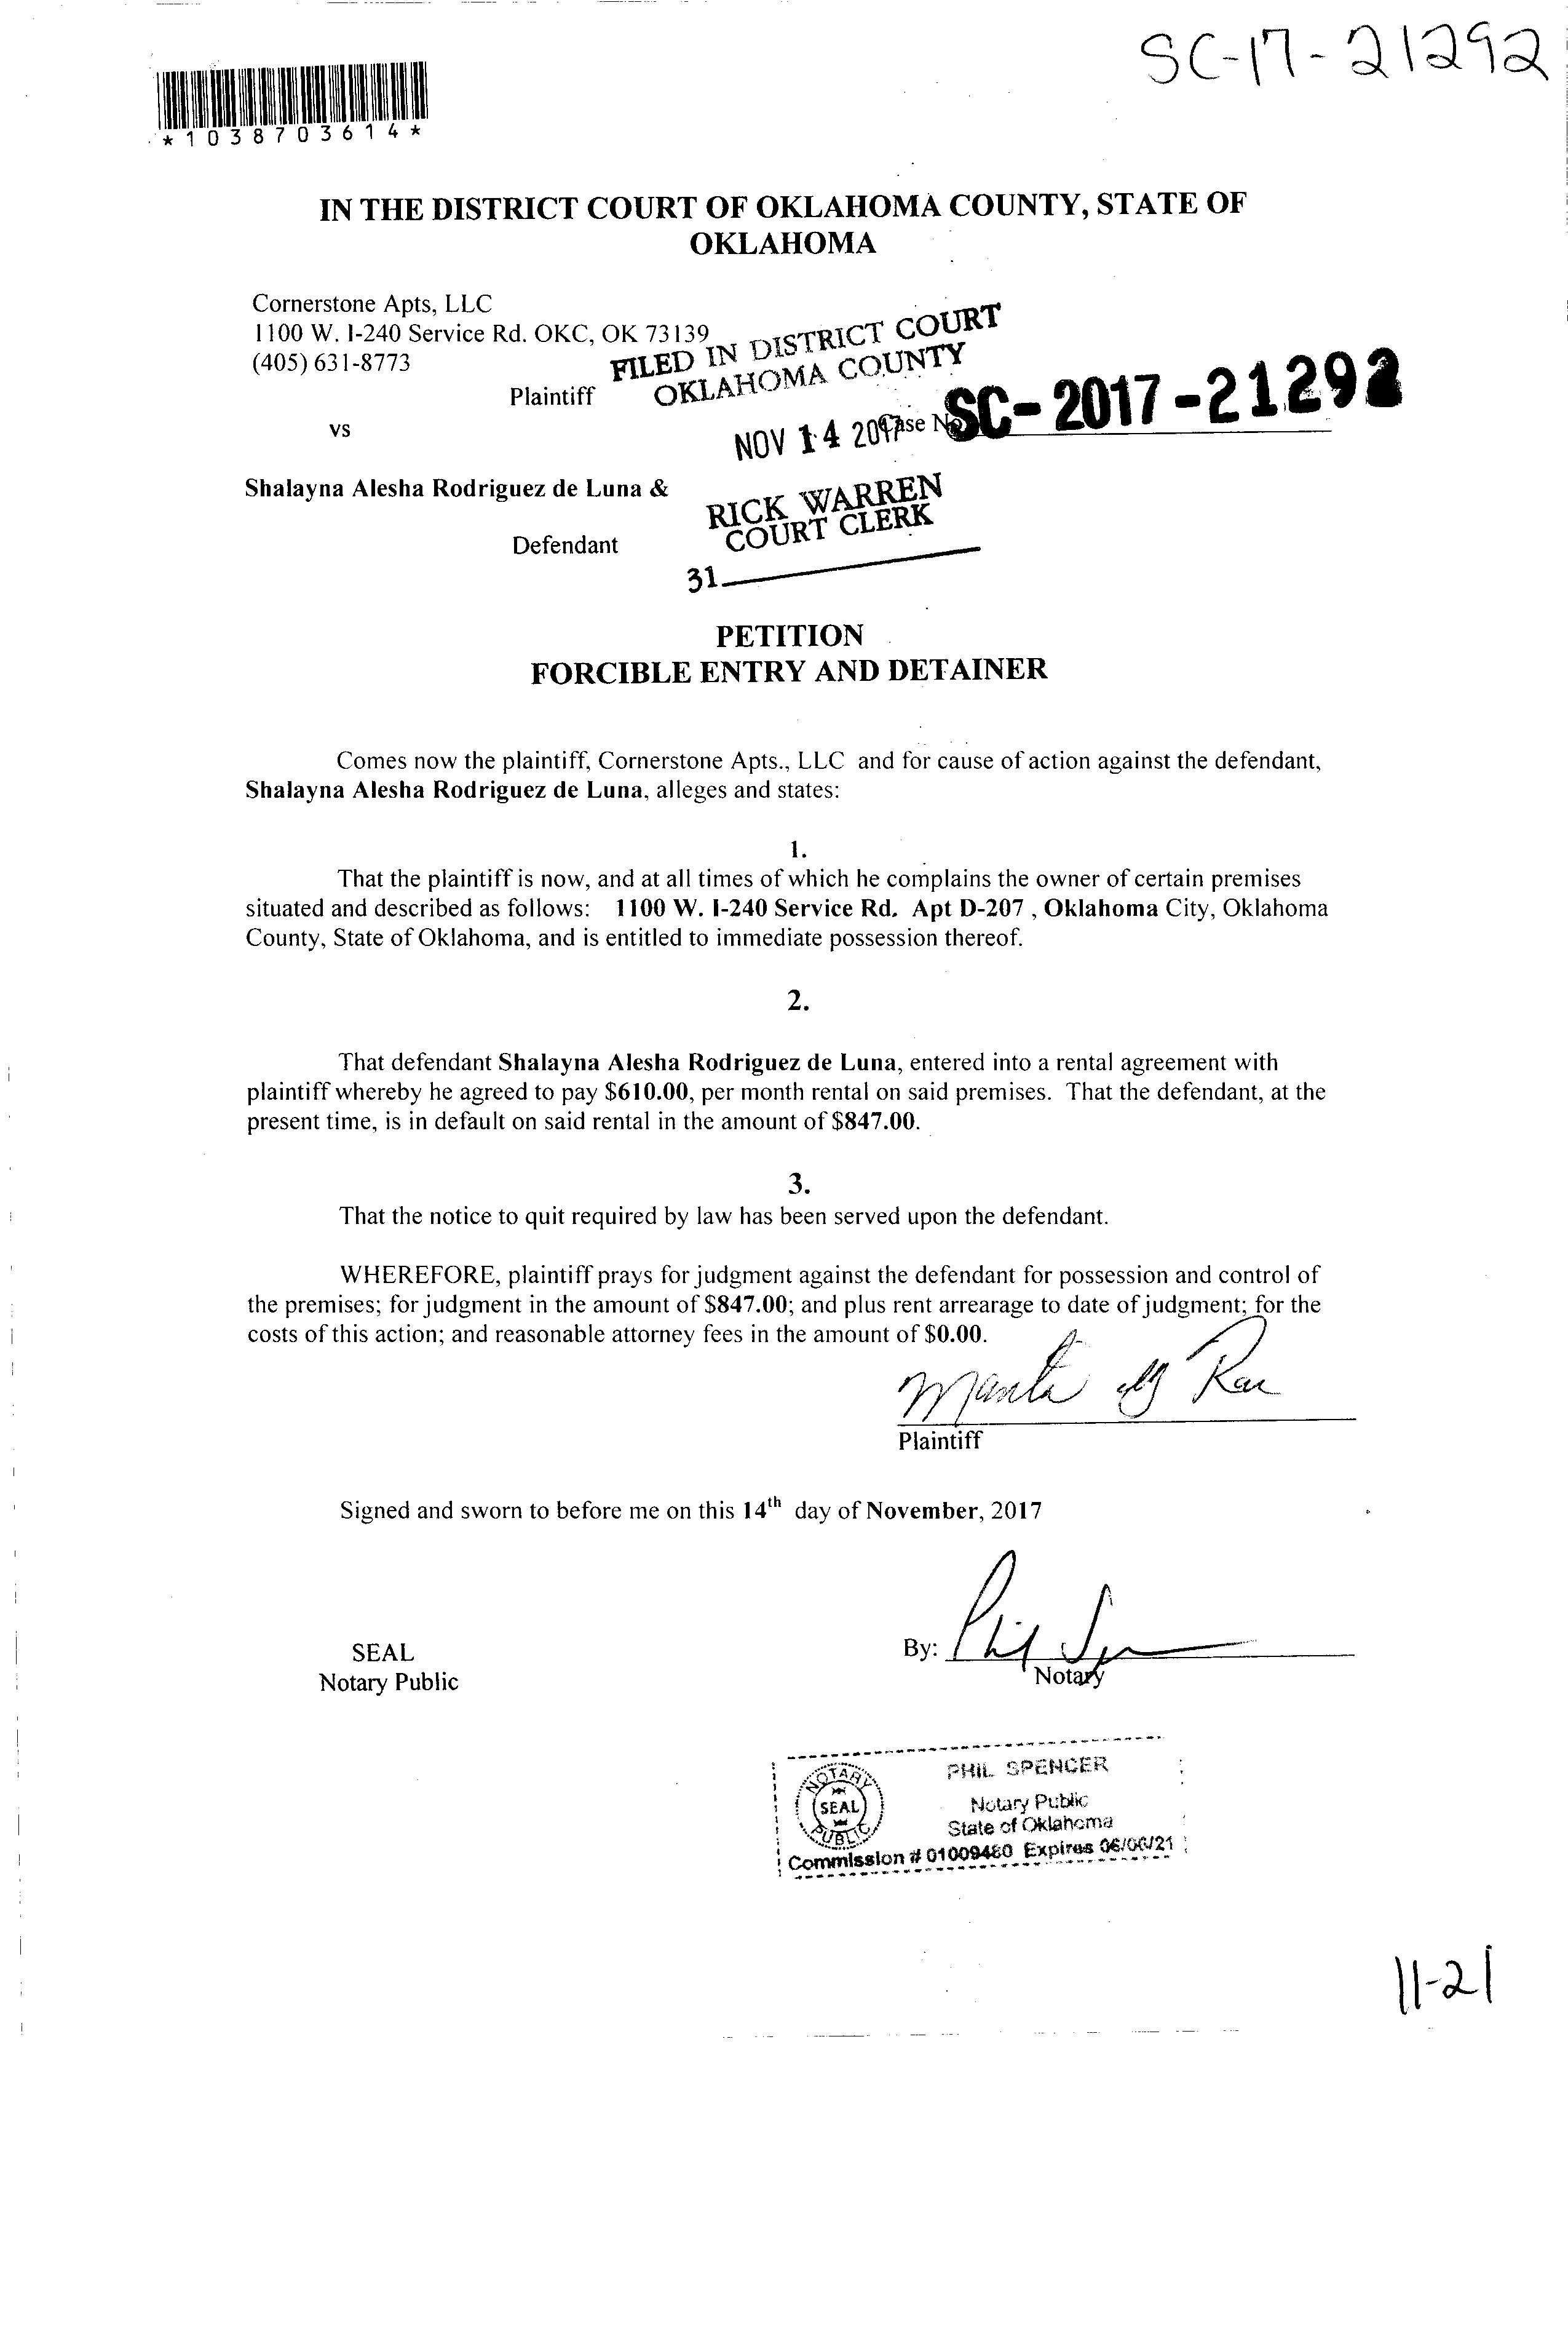 SC-17-21292
*1038703614*
IN THE DISTRICT COURT OF OKLAHOMA COUNTY, STATE OF
OKLAHOMA
Cornerstone Apts, LLC
1100 W. I-240 Service Rd. OKC, OK 73139
(405) 631-8773
Plaintiff
FILED IN DISTRICT COURT
OKLAHOMA COUNTY
vs
NOV 14 2017
Case No. SC-2017-21292
Shalayna Alesha Rodriguez de Luna &
RICK WARREN
COURT CLERK
Defendant
31
PETITION
FORCIBLE ENTRY AND DETAINER
Comes now the plaintiff, Cornerstone Apts., LLC and for cause of action against the defendant,
Shalayna Alesha Rodriguez de Luna, alleges and states:
1.
That the plaintiff is now, and at all times of which he complains the owner of certain premises
situated and described as follows: 1100 W. I-240 Service Rd. Apt D-207 , Oklahoma City, Oklahoma
County, State of Oklahoma, and is entitled to immediate possession thereof.
2.
That defendant Shalayna Alesha Rodriguez de Luna, entered into a rental agreement with
plaintiff whereby he agreed to pay $610.00, per month rental on said premises. That the defendant, at the
present time, is in default on said rental in the amount of $847.00.
3.
That the notice to quit required by law has been served upon the defendant.
WHEREFORE, plaintiff prays for judgment against the defendant for possession and control of
the premises; for judgment in the amount of $847.00; and plus rent arrearage to date of judgment; for the
costs of this action; and reasonable attorney fees in the amount of $0.00.
Plaintiff
Signed and sworn to before me on this 14th day of November, 2017
SEAL
Notary Public
By:
Notary
NOTARY
SEAL
PUBLIC
PHIL SPENCER
Notary Public
State of Oklahoma
Commission # 01009480 Expires 06/06/21
11-21